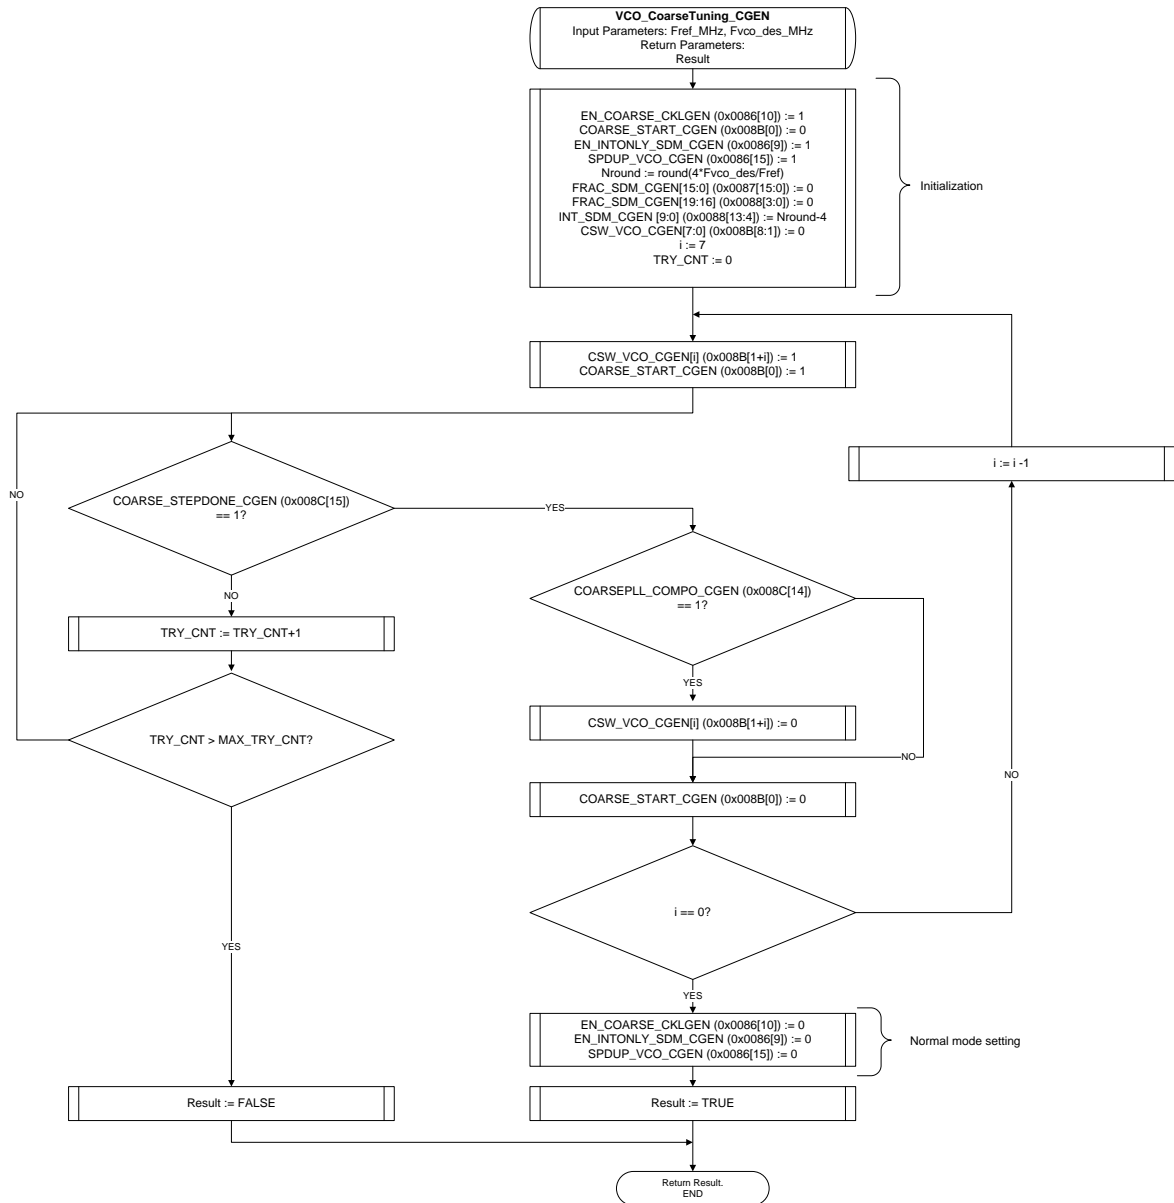 VCO_CoarseTuning_CGEN
Input Parameters: Fref_MHz, Fvco_des_MHz
Return Parameters:
Result
EN_COARSE_CKLGEN (0x0086[10]) := 1
COARSE_START_CGEN (0x008B[0]) := 0
EN_INTONLY_SDM_CGEN (0x0086[9]) := 1
SPDUP_VCO_CGEN (0x0086[15]) := 1
Nround := round(4*Fvco_des/Fref)
FRAC_SDM_CGEN[15:0] (0x0087[15:0]) := 0
FRAC_SDM_CGEN[19:16] (0x0088[3:0]) := 0
INT_SDM_CGEN [9:0] (0x0088[13:4]) := Nround-4
CSW_VCO_CGEN[7:0] (0x008B[8:1]) := 0
i := 7
TRY_CNT := 0
Initialization
CSW_VCO_CGEN[i] (0x008B[1+i]) := 1
COARSE_START_CGEN (0x008B[0]) := 1
i := i -1
NO
COARSE_STEPDONE_CGEN (0x008C[15])
== 1?
YES
NO
COARSEPLL_COMPO_CGEN (0x008C[14])
== 1?
TRY_CNT := TRY_CNT+1
YES
CSW_VCO_CGEN[i] (0x008B[1+i]) := 0
TRY_CNT > MAX_TRY_CNT?
NO
NO
COARSE_START_CGEN (0x008B[0]) := 0
i == 0?
YES
YES
EN_COARSE_CKLGEN (0x0086[10]) := 0
EN_INTONLY_SDM_CGEN (0x0086[9]) := 0
SPDUP_VCO_CGEN (0x0086[15]) := 0
Normal mode setting
Result := FALSE
Result := TRUE
Return Result.
END